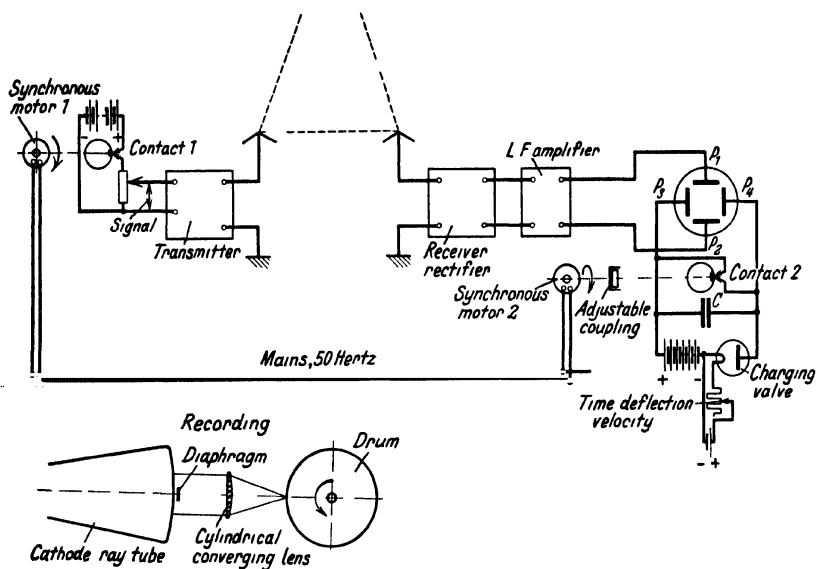 Synchronous
motor 1
- +
Contact 1
Signal
Transmitter
Receiver
rectifier
LF amplifier
P1
P3
P4
P2
Contact 2
Synchronous
motor 2
Adjustable
coupling
C
+ -
Charging
valve
Time deflection
velocity
- +
Mains, 50 Hertz
Recording
Diaphragm
Drum
Cylindrical
converging lens
Cathode ray tube